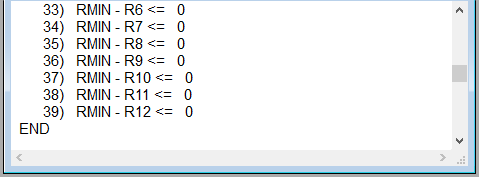 33) RMIN - R6 <= 0
34) RMIN - R7 <= 0
35) RMIN - R8 <= 0
36) RMIN - R9 <= 0
37) RMIN - R10 <= 0
38) RMIN - R11 <= 0
39) RMIN - R12 <= 0
END